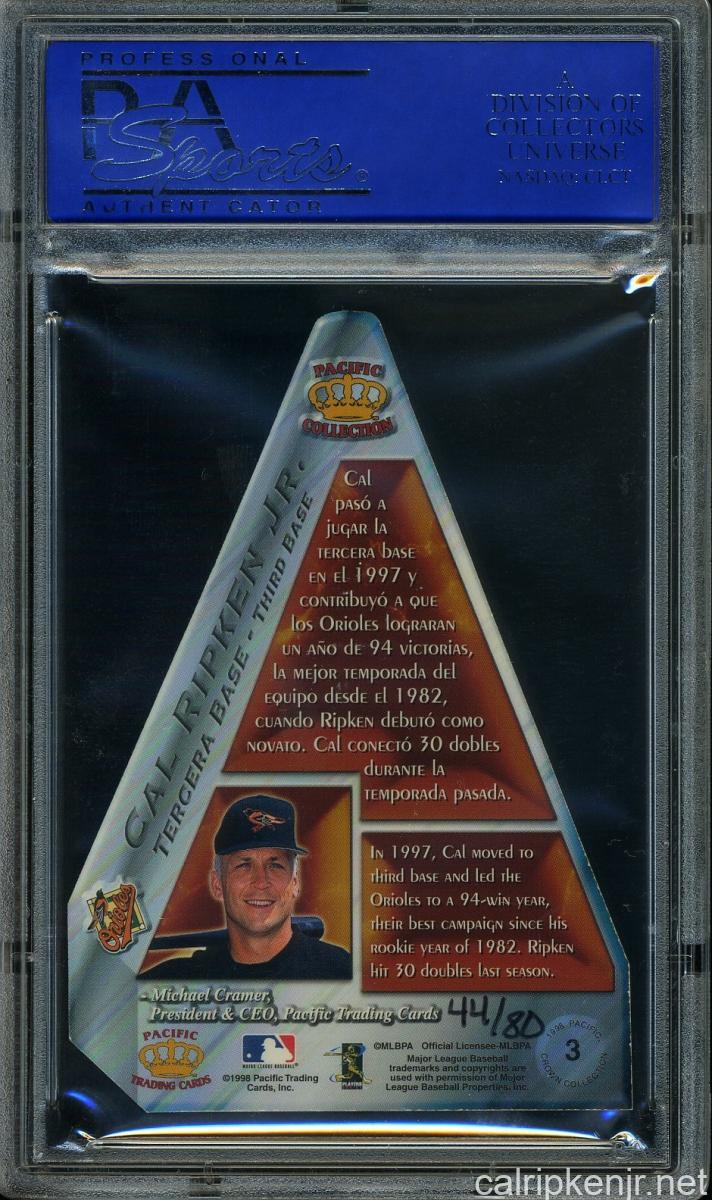 PROFESSIONAL
PSA
Sports
AUTHENTICATOR
A
DIVISION OF
COLLECTORS
UNIVERSE
NASDAQ: CLCT
PACIFIC
COLLECTION
CAL RIPKEN JR.
TERCERA BASE - THIRD BASE
Cal
pasó a
jugar la
tercera base
en el 1997 y
contribuyó a que
los Orioles lograran
un año de 94 victorias,
la mejor temporada del
equipo desde el 1982,
cuando Ripken debutó como
novato. Cal conectó 30 dobles
durante la
temporada pasada.
In 1997, Cal moved to
third base and led the
Orioles to a 94-win year,
their best campaign since his
rookie year of 1982. Ripken
hit 30 doubles last season.
Orioles
- Michael Cramer,
President & CEO, Pacific Trading Cards
44/80
PACIFIC
TRADING CARDS
MAJOR LEAGUE BASEBALL
©1998 Pacific Trading
Cards, Inc.
PLAYERS
©MLBPA Official Licensee-MLBPA
Major League Baseball
trademarks and copyrights are
used with permission of Major
League Baseball Properties, Inc.
1998 PACIFIC
3
CROWN COLLECTION
calripkenjr.net